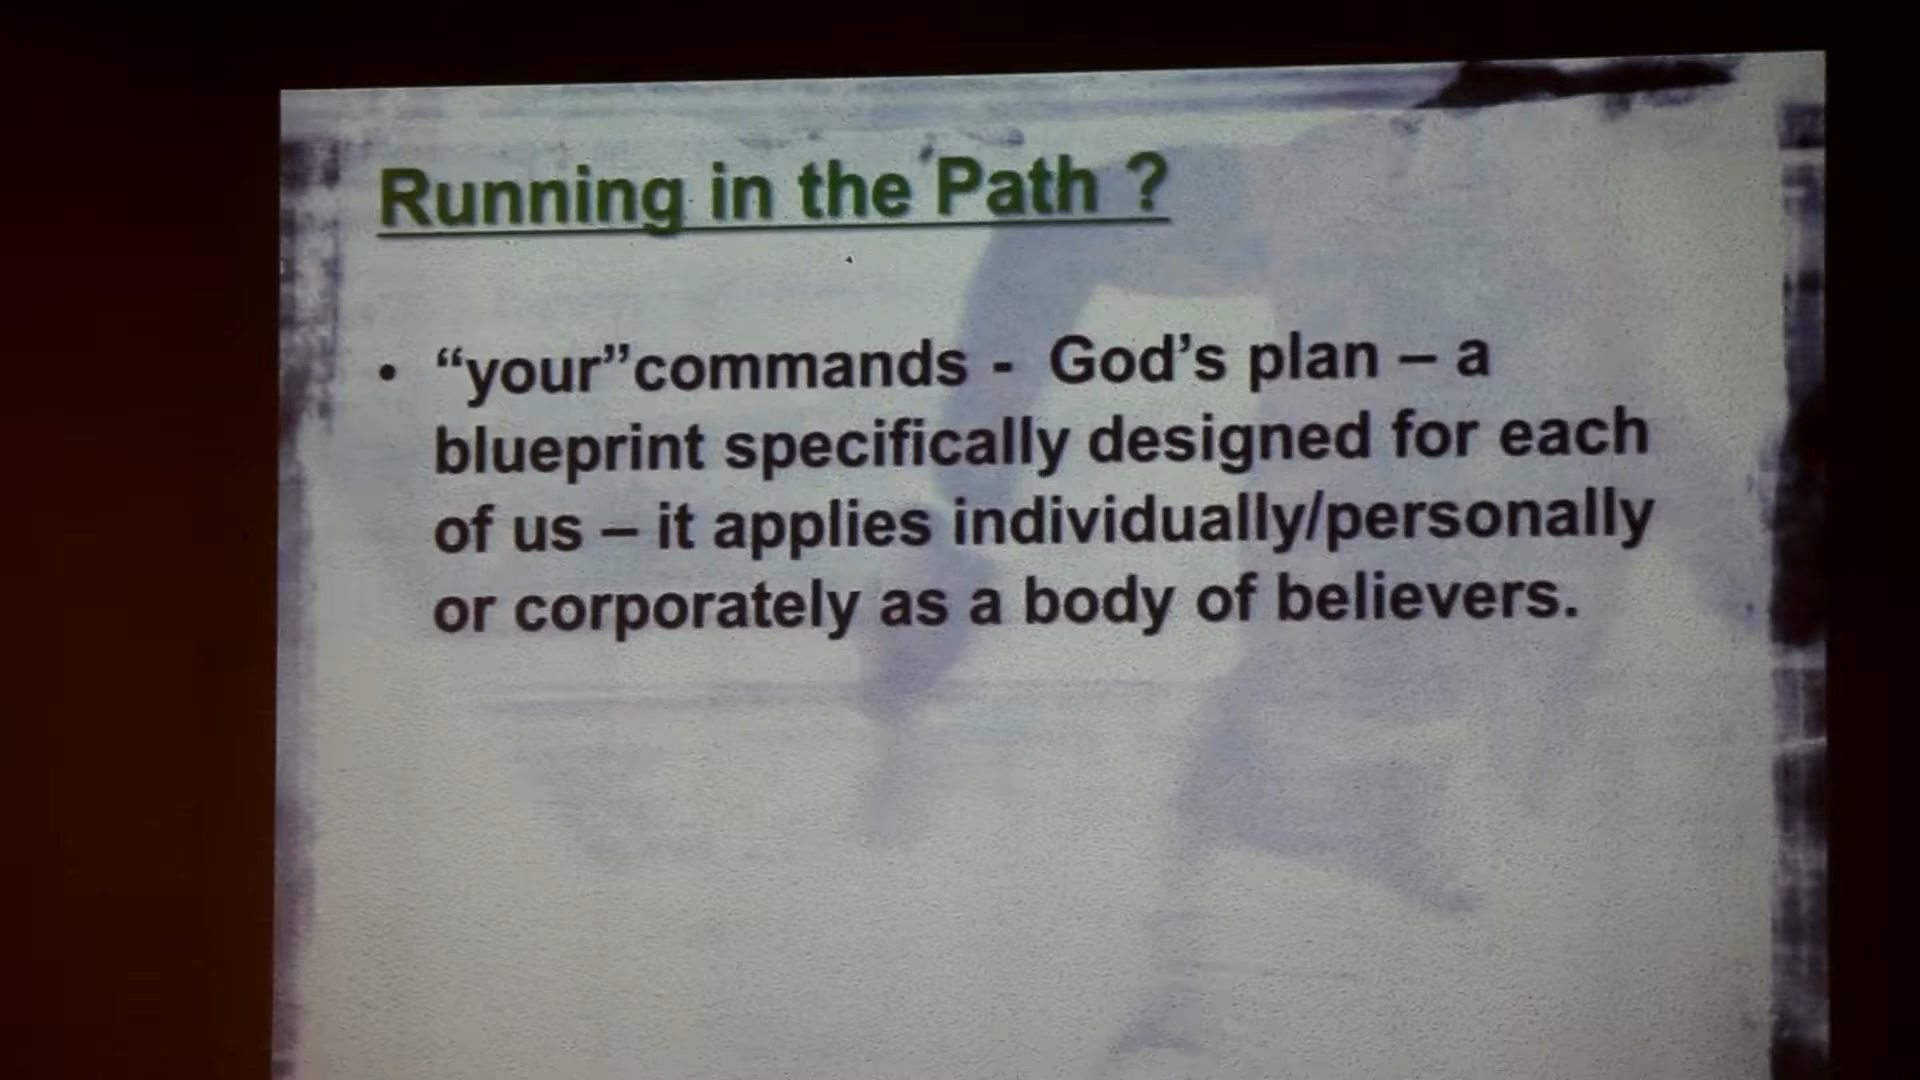 Running in the Path ?
• “your”commands - God’s plan – a
blueprint specifically designed for each
of us – it applies individually/personally
or corporately as a body of believers.